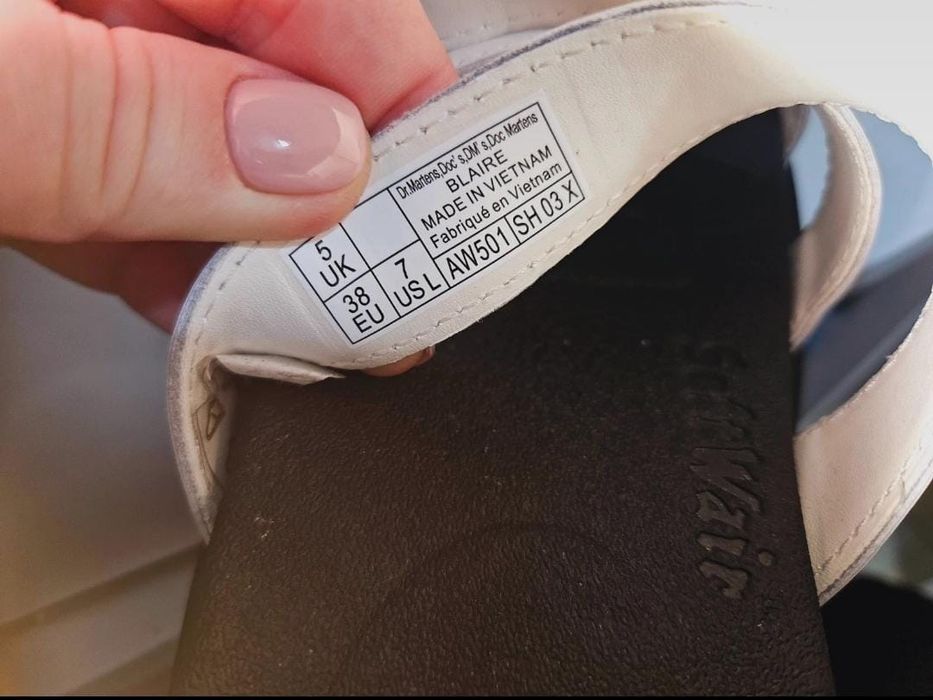 Dr.Martens,Doc's,DM's,Doc Martens
BLAIRE
MADE IN VIETNAM
Fabriqué en Vietnam
5
UK
38
EU
7
US L
AW501
SH 03 X
SoftWair